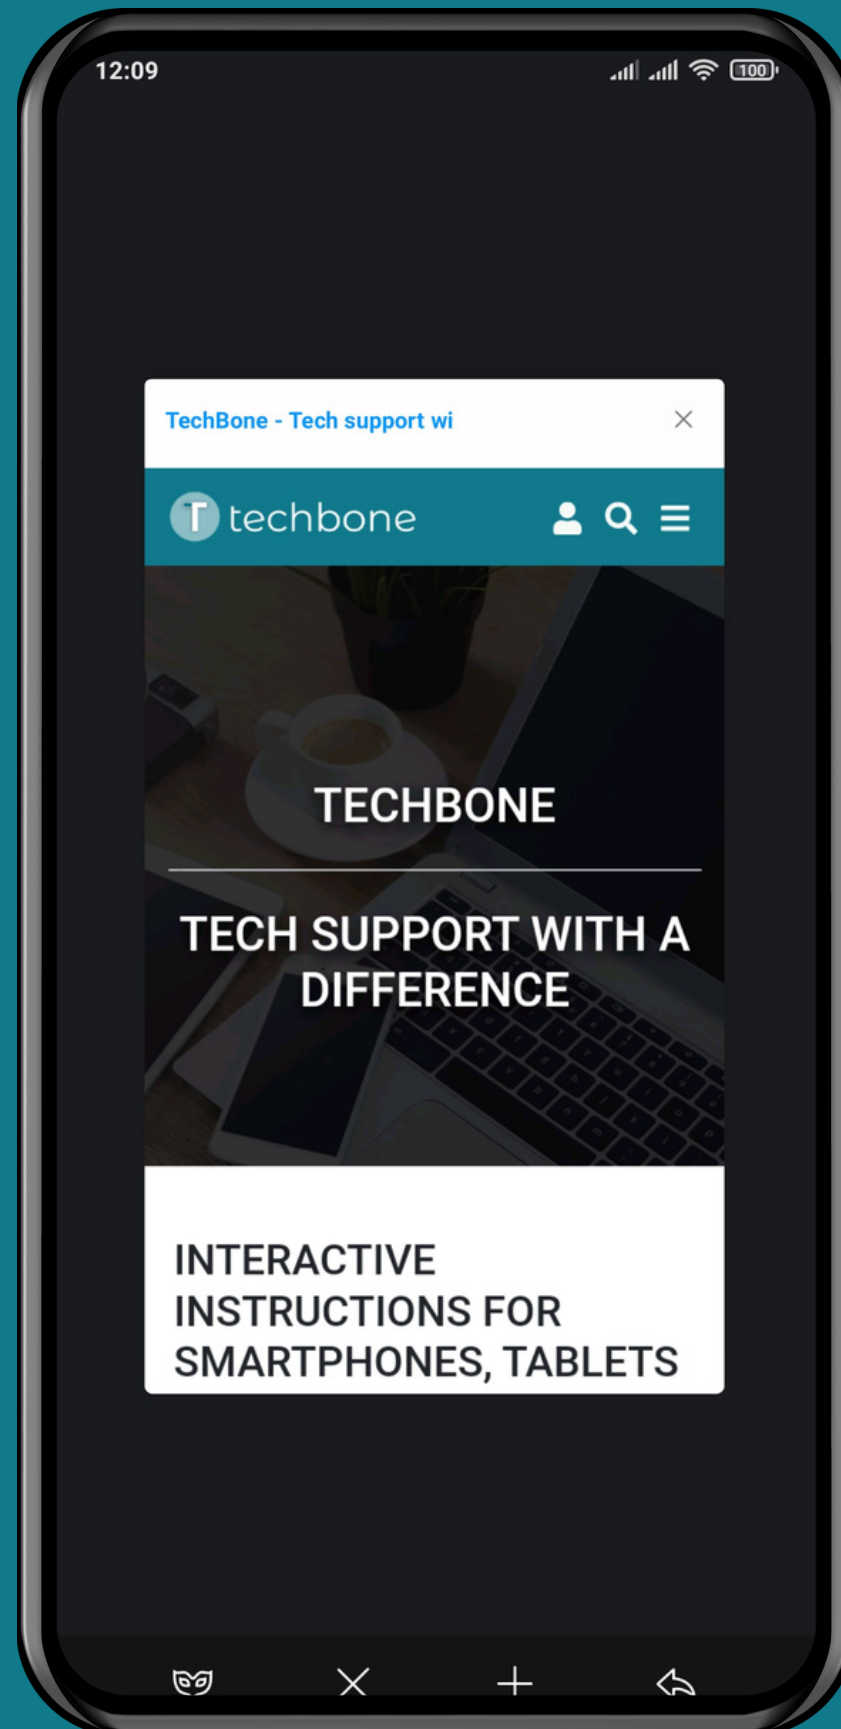 12:09
100
TechBone - Tech support wi
T techbone
TECHBONE
TECH SUPPORT WITH A
DIFFERENCE
INTERACTIVE
INSTRUCTIONS FOR
SMARTPHONES, TABLETS